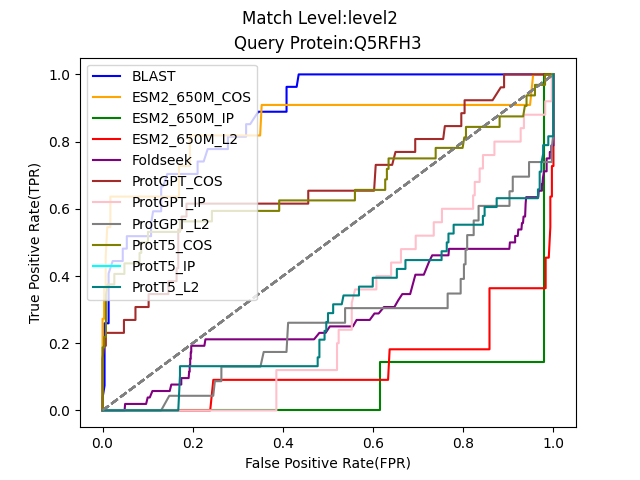 Match Level:level2
Query Protein:Q5RFH3
True Positive Rate(TPR)
1.0
0.8
0.6
0.4
0.2
0.0
BLAST
ESM2_650M_COS
ESM2_650M_IP
ESM2_650M_L2
Foldseek
ProtGPT_COS
ProtGPT_IP
ProtGPT_L2
ProtT5_COS
ProtT5_IP
ProtT5_L2
0.0 0.2 0.4 0.6 0.8 1.0
False Positive Rate(FPR)